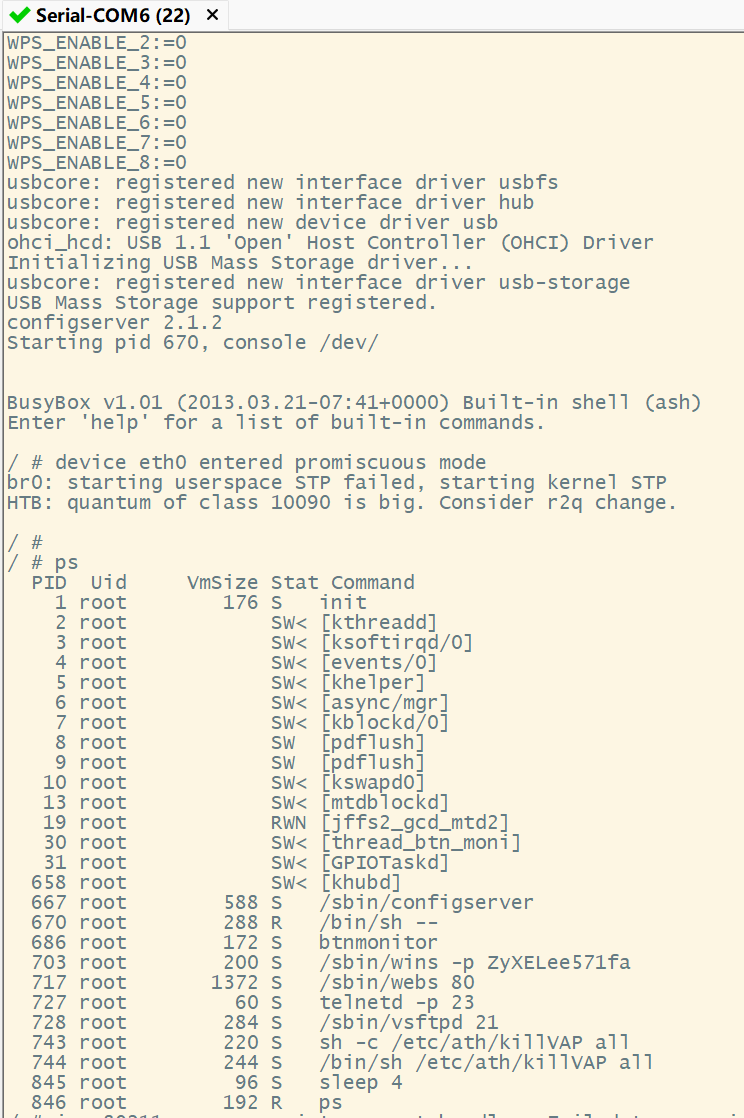 Serial-COM6 (22) ×
WPS_ENABLE_2:=0
WPS_ENABLE_3:=0
WPS_ENABLE_4:=0
WPS_ENABLE_5:=0
WPS_ENABLE_6:=0
WPS_ENABLE_7:=0
WPS_ENABLE_8:=0
usbcore: registered new interface driver usbfs
usbcore: registered new interface driver hub
usbcore: registered new device driver usb
ohci_hcd: USB 1.1 'Open' Host Controller (OHCI) Driver
Initializing USB Mass Storage driver...
usbcore: registered new interface driver usb-storage
USB Mass Storage support registered.
configserver 2.1.2
Starting pid 670, console /dev/
BusyBox v1.01 (2013.03.21-07:41+0000) Built-in shell (ash)
Enter 'help' for a list of built-in commands.
/ # device eth0 entered promiscuous mode
br0: starting userspace STP failed, starting kernel STP
HTB: quantum of class 10090 is big. Consider r2q change.
/ #
/ # ps
  PID  Uid     VmSize Stat Command
    1 root        176 S   init
    2 root            SW< [kthreadd]
    3 root            SW< [ksoftirqd/0]
    4 root            SW< [events/0]
    5 root            SW< [khelper]
    6 root            SW< [async/mgr]
    7 root            SW< [kblockd/0]
    8 root            SW  [pdflush]
    9 root            SW  [pdflush]
   10 root            SW< [kswapd0]
   13 root            SW< [mtdblockd]
   19 root            RWN [jffs2_gcd_mtd2]
   30 root            SW< [thread_btn_moni]
   31 root            SW< [GPIOTaskd]
  658 root            SW< [khubd]
  667 root        588 S   /sbin/configserver
  670 root        288 R   /bin/sh --
  686 root        172 S   btnmonitor
  703 root        200 S   /sbin/wins -p ZyXELee571fa
  717 root       1372 S   /sbin/webs 80
  727 root         60 S   telnetd -p 23
  728 root        284 S   /sbin/vsftpd 21
  743 root        220 S   sh -c /etc/ath/killVAP all
  744 root        244 S   /bin/sh /etc/ath/killVAP all
  845 root         96 S   sleep 4
  846 root        192 R   ps